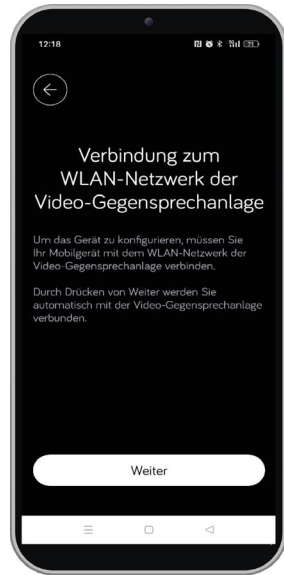 12:18
71
Verbindung zum
WLAN-Netzwerk der
Video-Gegensprechanlage
Um das Gerät zu konfigurieren, müssen Sie
Ihr Mobilgerät mit dem WLAN-Netzwerk der
Video-Gegensprechanlage verbinden.
Durch Drücken von Weiter werden Sie
automatisch mit der Video-Gegensprechanlage
verbunden.
Weiter